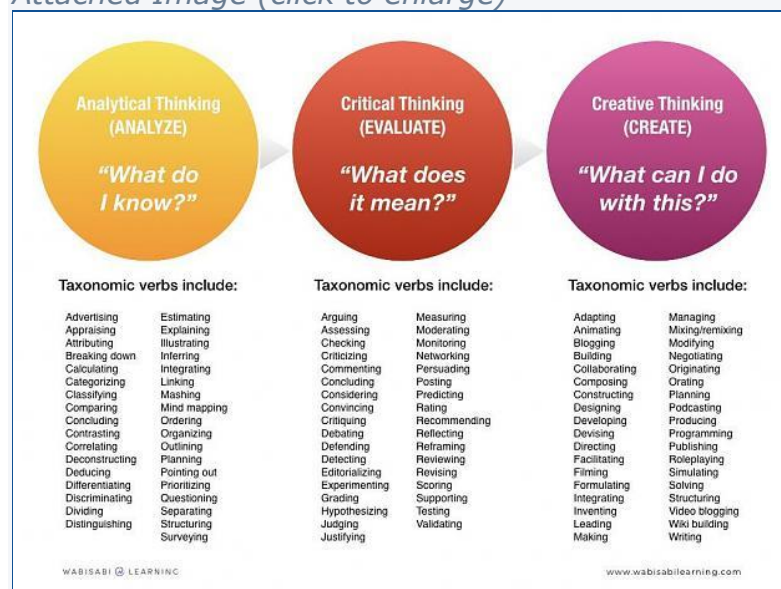 Attached Image (click to enlarge)
Analytical Thinking
(ANALYZE)
"What do
I know?"
Critical Thinking
(EVALUATE)
"What does
it mean?"
Creative Thinking
(CREATE)
"What can I do
with this?"
Taxonomic verbs include:
Advertising
Appraising
Attributing
Breaking down
Calculating
Categorizing
Classifying
Comparing
Concluding
Contrasting
Correlating
Deconstructing
Deducing
Differentiating
Discriminating
Dividing
Distinguishing
Estimating
Explaining
Illustrating
Inferring
Integrating
Linking
Mashing
Mind mapping
Ordering
Organizing
Outlining
Planning
Pointing out
Prioritizing
Questioning
Separating
Structuring
Surveying
Taxonomic verbs include:
Arguing
Assessing
Checking
Criticizing
Commenting
Concluding
Considering
Convincing
Critiquing
Debating
Defending
Detecting
Editorializing
Experimenting
Grading
Hypothesizing
Judging
Justifying
Measuring
Moderating
Monitoring
Networking
Persuading
Posting
Predicting
Rating
Recommending
Reflecting
Reframing
Reviewing
Revising
Scoring
Supporting
Testing
Validating
Taxonomic verbs include:
Adapting
Animating
Blogging
Building
Collaborating
Composing
Constructing
Designing
Developing
Devising
Directing
Facilitating
Filming
Formulating
Integrating
Inventing
Leading
Making
Managing
Mixing/remixing
Modifying
Negotiating
Originating
Orating
Planning
Podcasting
Producing
Programming
Publishing
Roleplaying
Simulating
Solving
Structuring
Video blogging
Wiki building
Writing
WABISABI LEARNING
www.wabisabilearning.com